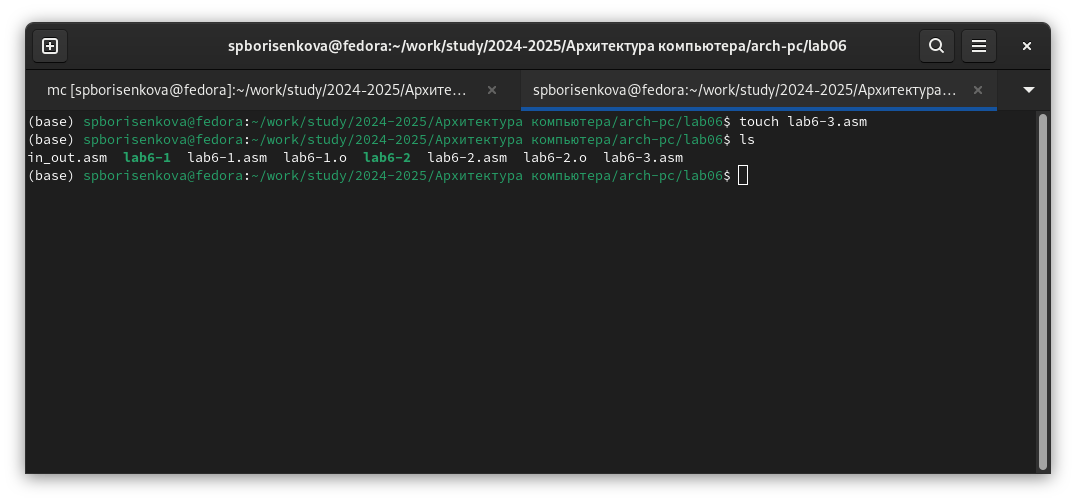 spborisenkova@fedora:~/work/study/2024-2025/Архитектура компьютера/arch-pc/lab06
mc [spborisenkova@fedora]:~/work/study/2024-2025/Архите... spborisenkova@fedora:~/work/study/2024-2025/Архитектура...
(base) spborisenkova@fedora:~/work/study/2024-2025/Архитектура компьютера/arch-pc/lab06$ touch lab6-3.asm
(base) spborisenkova@fedora:~/work/study/2024-2025/Архитектура компьютера/arch-pc/lab06$ ls
in_out.asm lab6-1 lab6-1.asm lab6-1.o lab6-2 lab6-2.asm lab6-2.o lab6-3.asm
(base) spborisenkova@fedora:~/work/study/2024-2025/Архитектура компьютера/arch-pc/lab06$